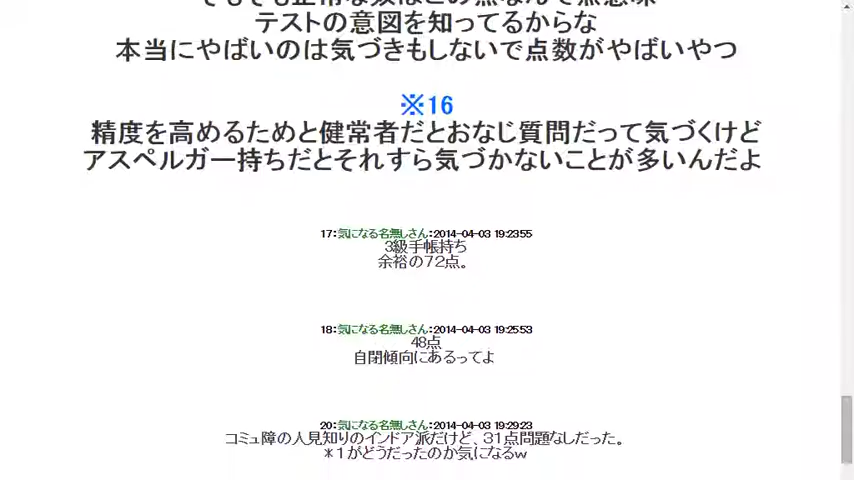 テストの意図を知ってるからな
本当にやばいのは気づきもしないで点数がやばいやつ
※16
精度を高めるためと健常者だとおなじ質問だって気づくけど
アスペルガー持ちだとそれすら気づかないことが多いんだよ
17:気になる名無しさん:2014-04-03 19:23:55
3級手帳持ち
余裕の72点。
18:気になる名無しさん:2014-04-03 19:25:53
48点
自閉傾向にあるってよ
20:気になる名無しさん:2014-04-03 19:29:23
コミュ障の人見知りのインドア派だけど、31点問題なしだった。
*1がどうだったのか気になるw